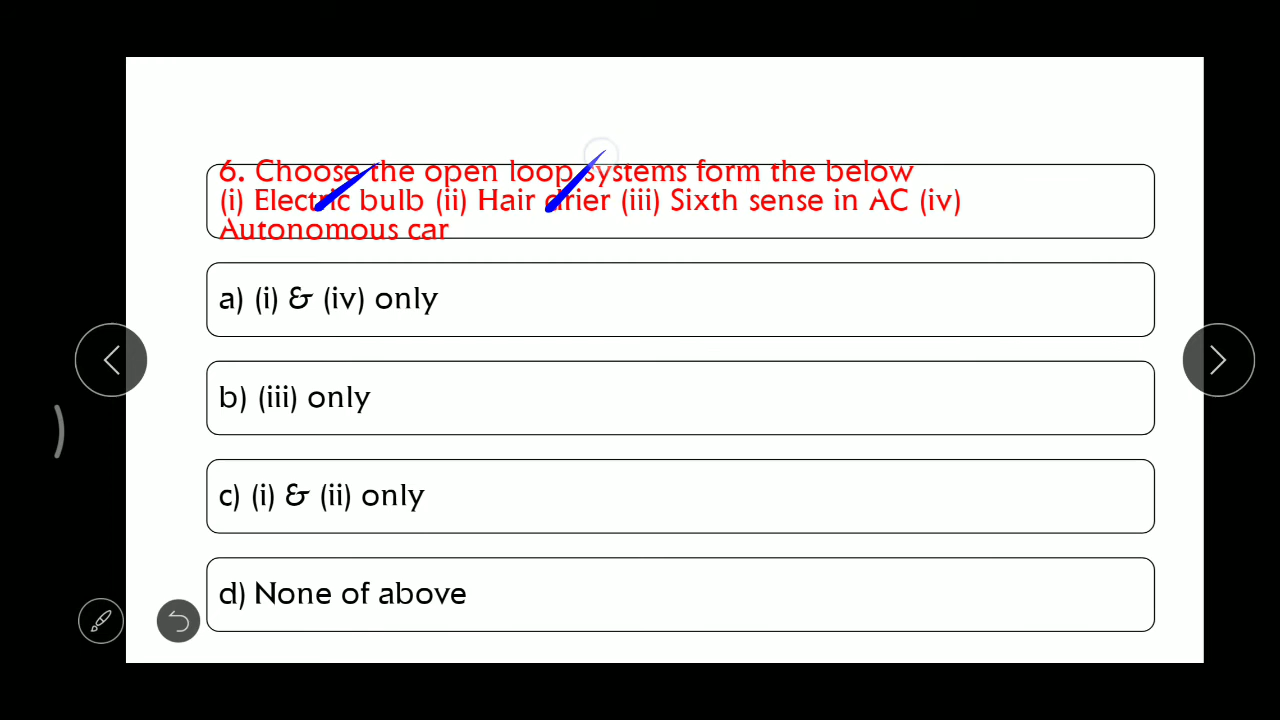 6. Choose the open loop systems form the below
(i) Electric bulb (ii) Hair drier (iii) Sixth sense in AC (iv)
Autonomous car
a) (i) & (iv) only
b) (iii) only
c) (i) & (ii) only
d) None of above